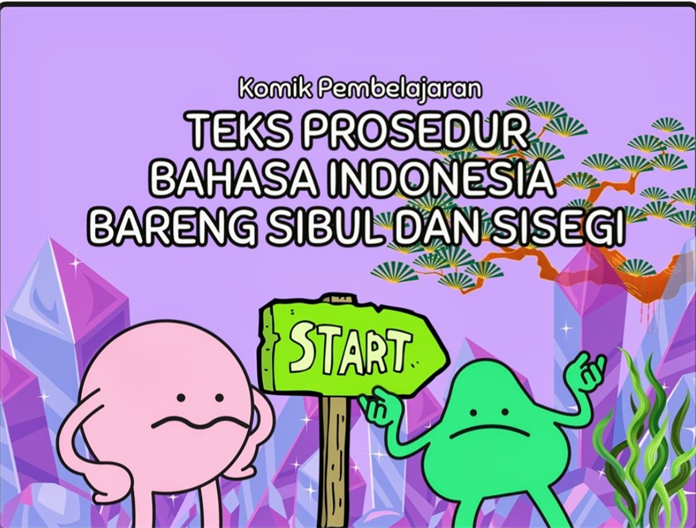 Komik Pembelajaran
TEKS PROSEDUR
BAHASA INDONESIA
BARENG SIBUL DAN SISEGI
START